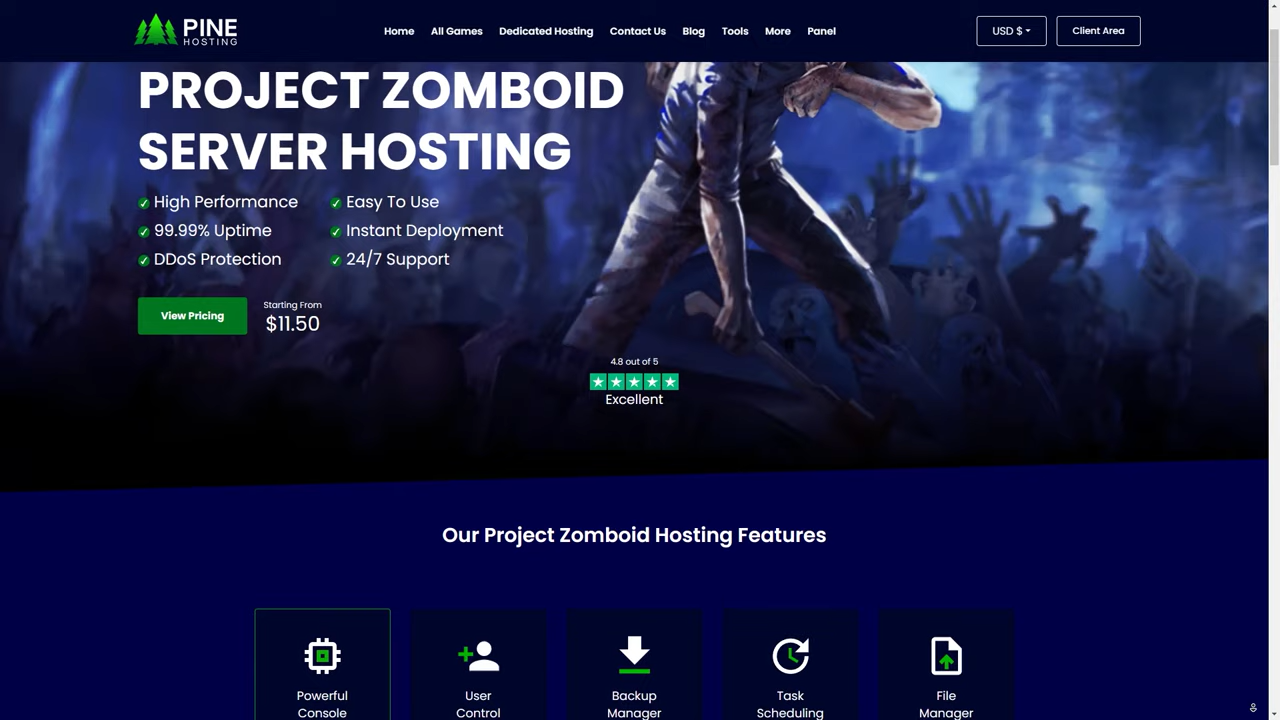 PINE
HOSTING
Home
All Games
Dedicated Hosting
Contact Us
Blog
Tools
More
Panel
USD $
Client Area
PROJECT ZOMBOID
SERVER HOSTING
High Performance
Easy To Use
99.99% Uptime
Instant Deployment
DDoS Protection
24/7 Support
View Pricing
Starting From
$11.50
4.8 out of 5
Excellent
Our Project Zomboid Hosting Features
Powerful
Console
User
Control
Backup
Manager
Task
Scheduling
File
Manager